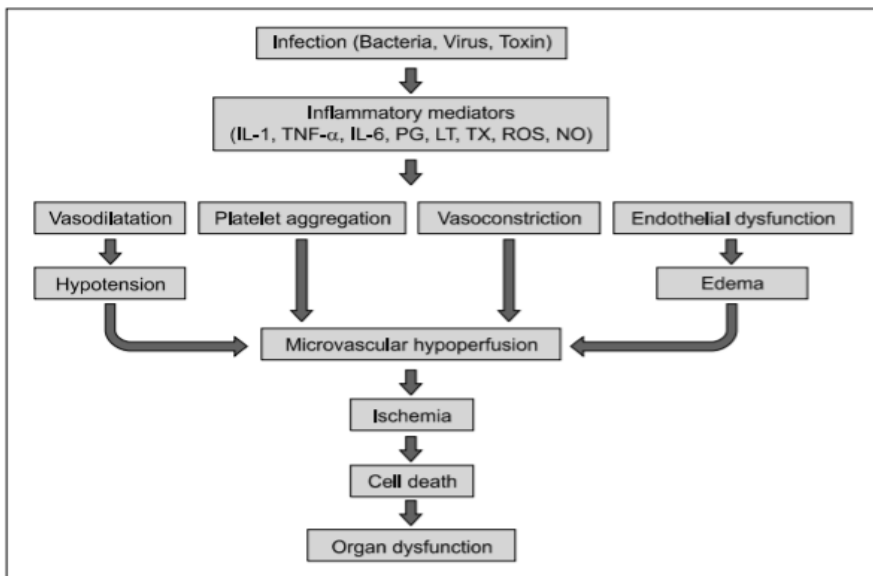 Infection (Bacteria, Virus, Toxin)
Inflammatory mediators
(IL-1, TNF-α, IL-6, PG, LT, TX, ROS, NO)
Vasodilatation
Platelet aggregation
Vasoconstriction
Endothelial dysfunction
Hypotension
Edema
Microvascular hypoperfusion
Ischemia
Cell death
Organ dysfunction